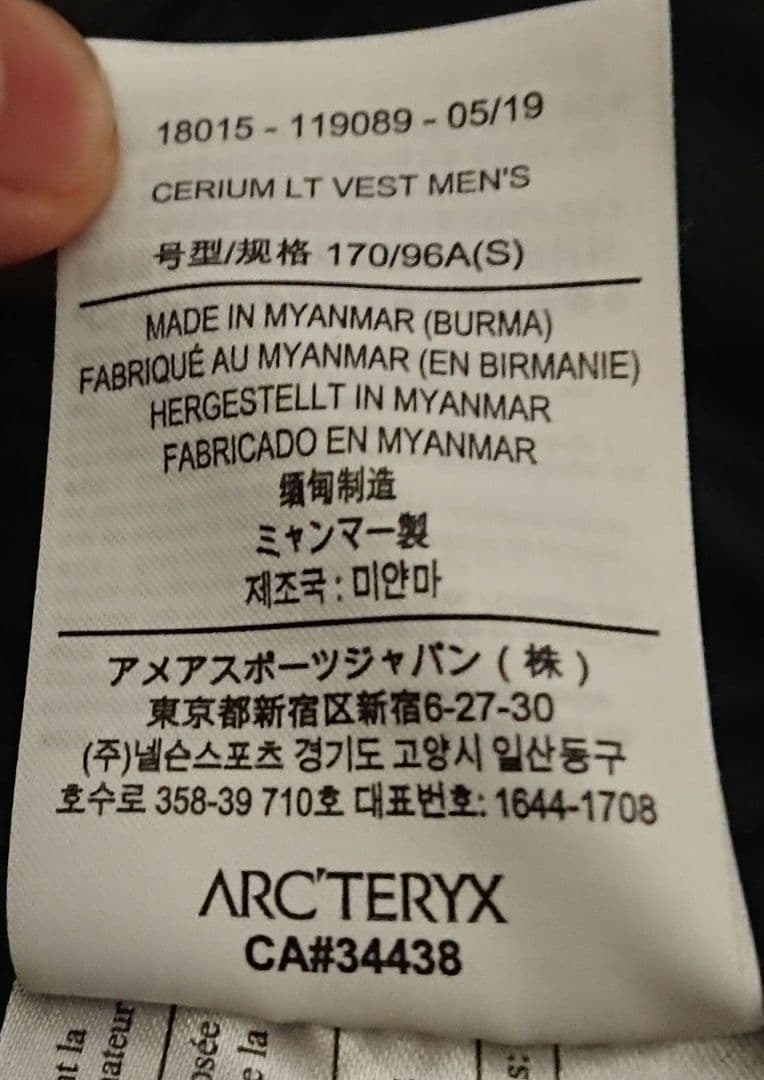 18015 - 119089 - 05/19
CERIUM LT VEST MEN'S
号型/规格 170/96A(S)
MADE IN MYANMAR (BURMA)
FABRIQUÉ AU MYANMAR (EN BIRMANIE)
HERGESTELLT IN MYANMAR
FABRICADO EN MYANMAR
缅甸制造
ミャンマー製
제조국 : 미얀마
アメアスポーツジャパン ( 株 )
東京都新宿区新宿6-27-30
(주)넬슨스포츠 경기도 고양시 일산동구
호수로 358-39 710호 대표번호: 1644-1708
ARC'TERYX
CA#34438
la
osée
la